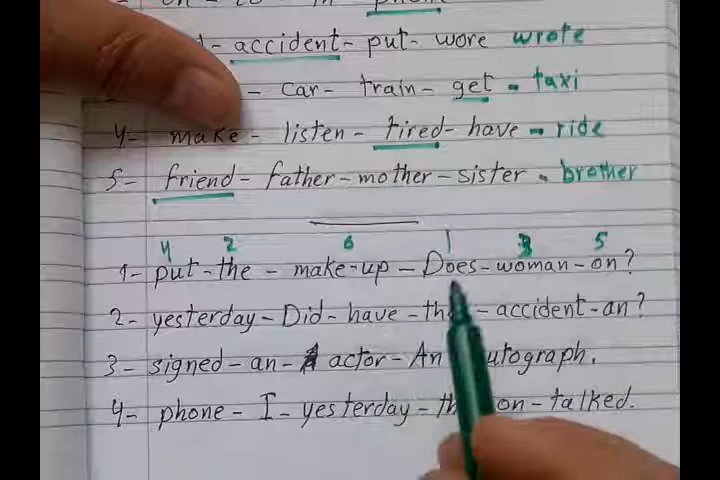 in phone
accident - put - wore wrote
- car - train - get - taxi
4- make - listen - tired - have - ride
5- friend - father - mother - sister - brother
4 2 6 1 3 5
1- put - the - make-up - Does - woman - on?
2- yesterday - Did - have - - accident - an?
3- signed - an - actor - An
4- phone - I - yesterday - on - talked.